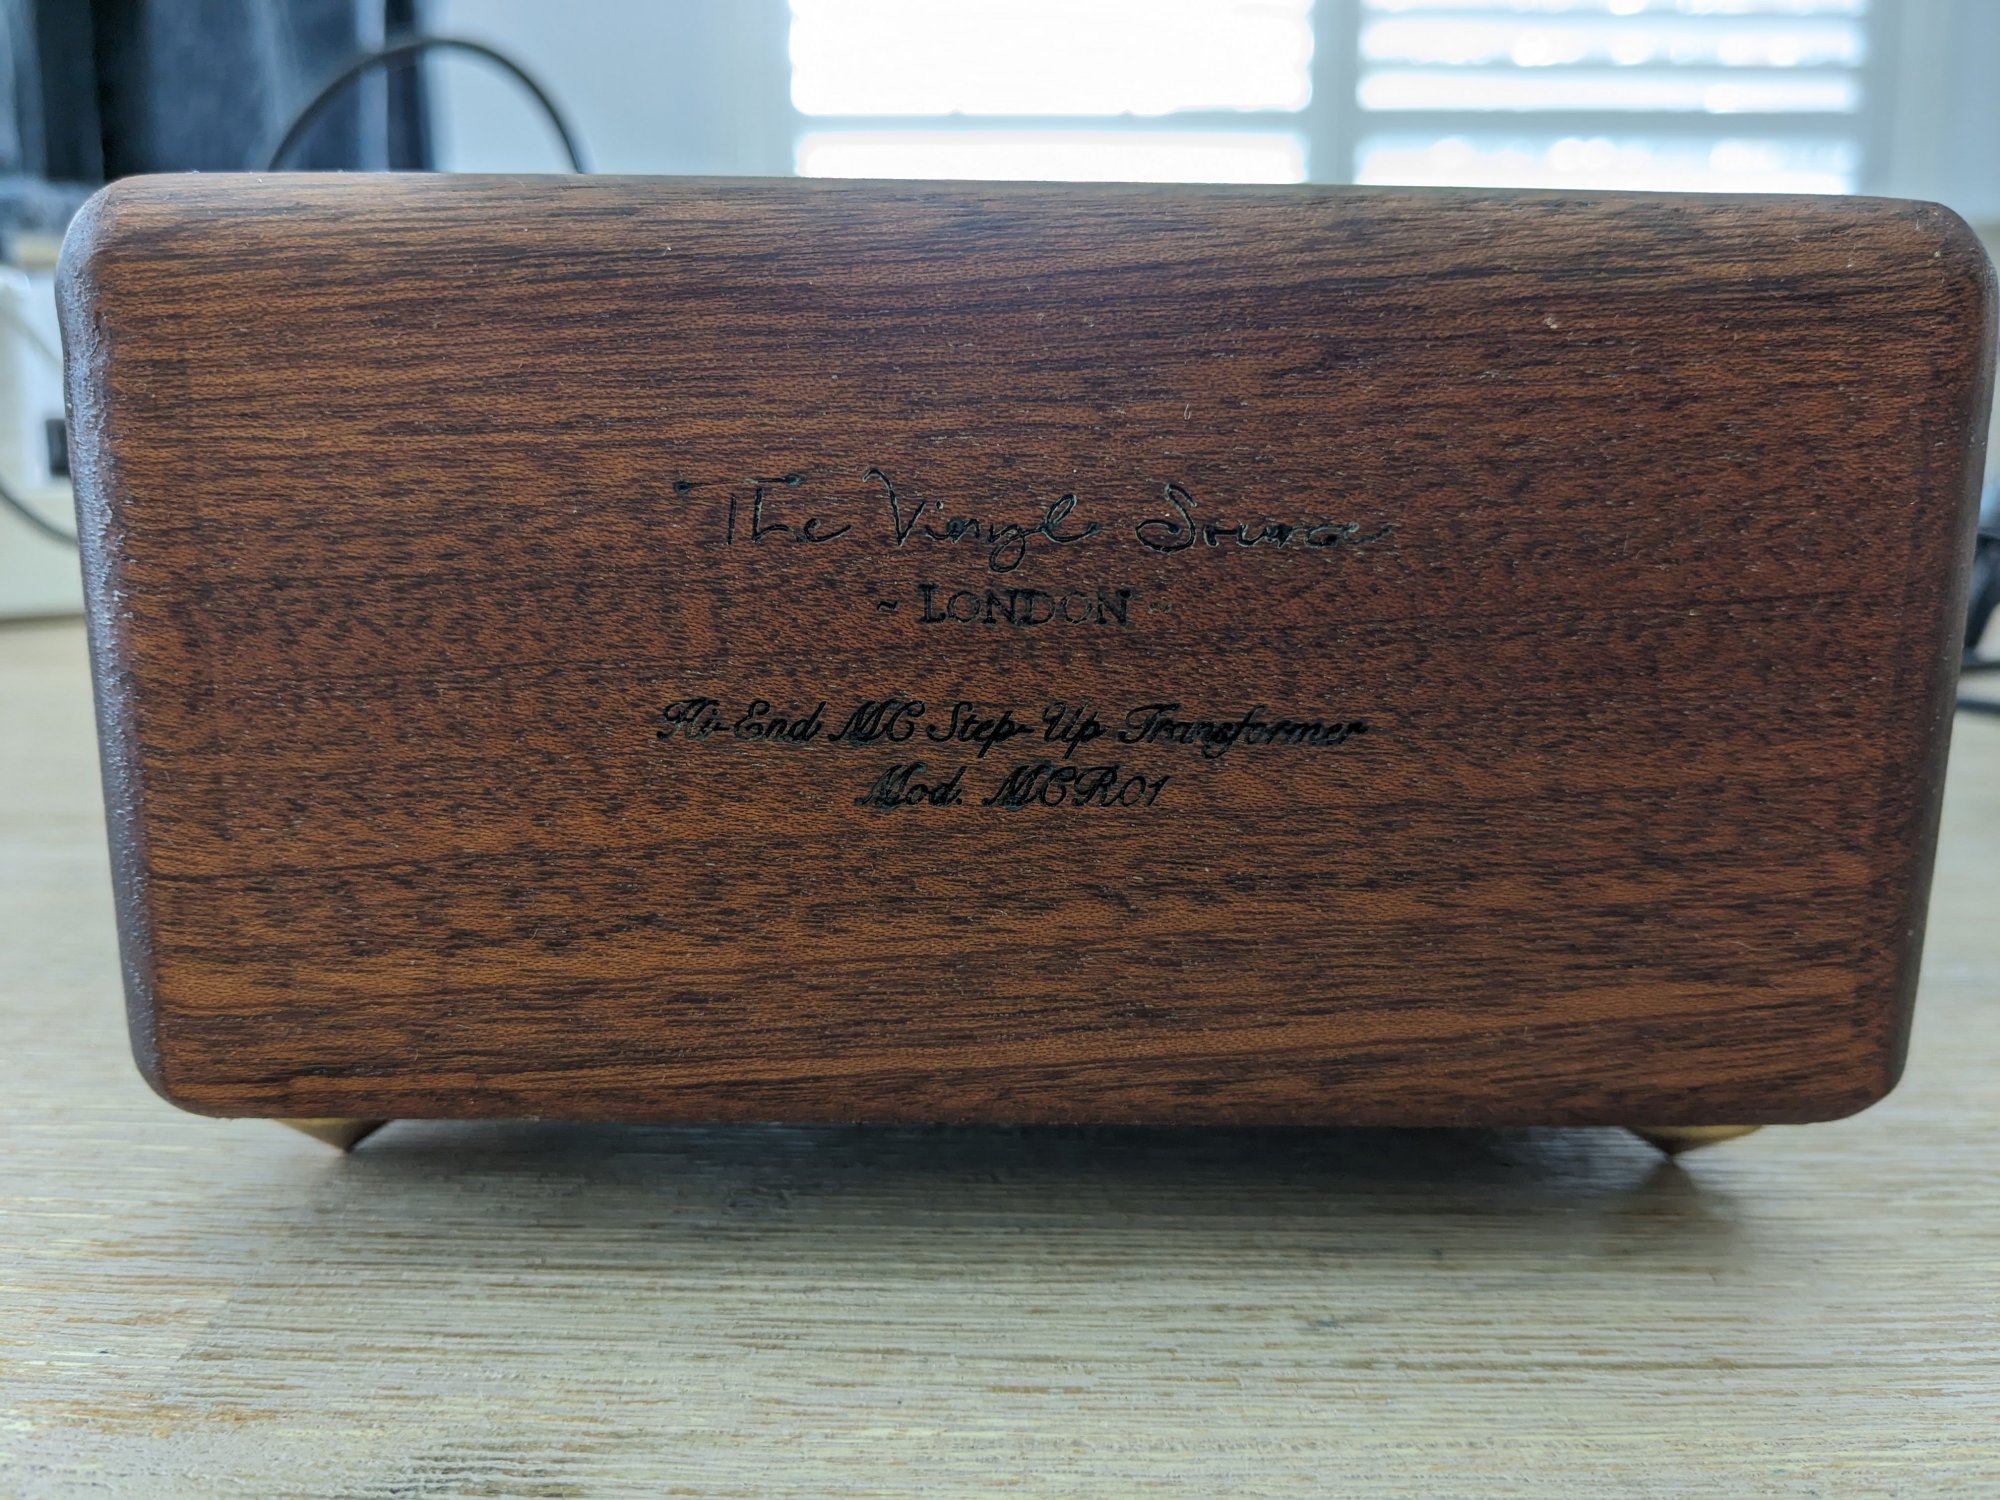 The Vinyl Source
~ LONDON ~
Hi-End MC Step-Up Transformer
Mod. MCR01